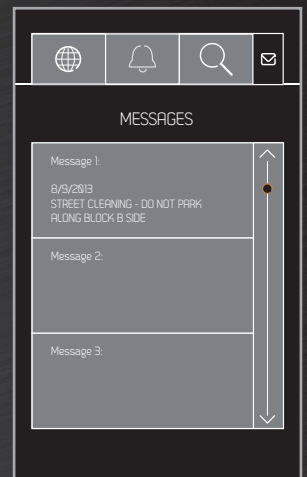 MESSAGES
Message 1:
8/9/2013
STREET CLEANING - DO NOT PARK
ALONG BLOCK B SIDE
Message 2:
Message 3: